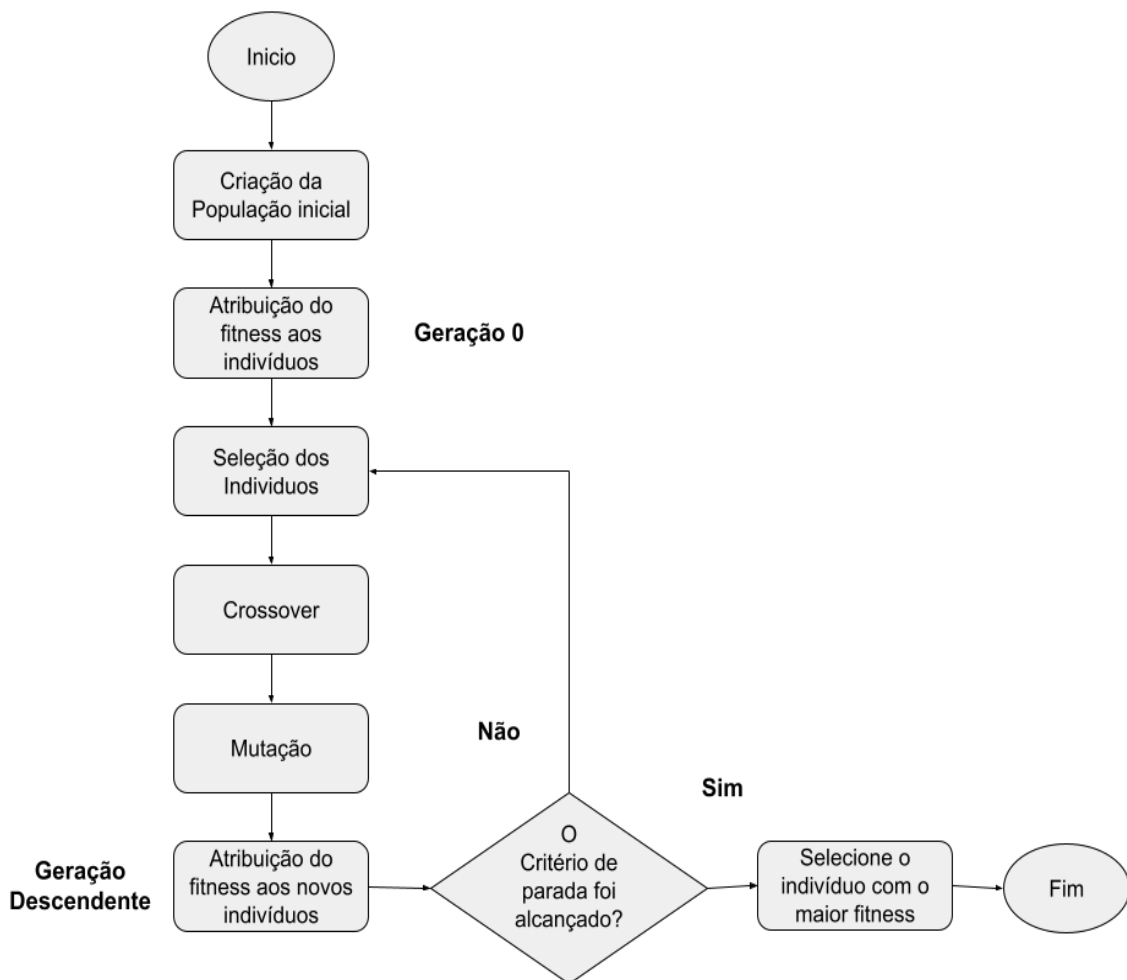 Inicio
Criação da
População inicial
Atribuição do
fitness aos
indivíduos
Geração 0
Seleção dos
Individuos
Crossover
Mutação
Não
Sim
Geração
Descendente
Atribuição do
fitness aos novos
indivíduos
O
Critério de
parada foi
alcançado?
Selecione o
indivíduo com o
maior fitness
Fim